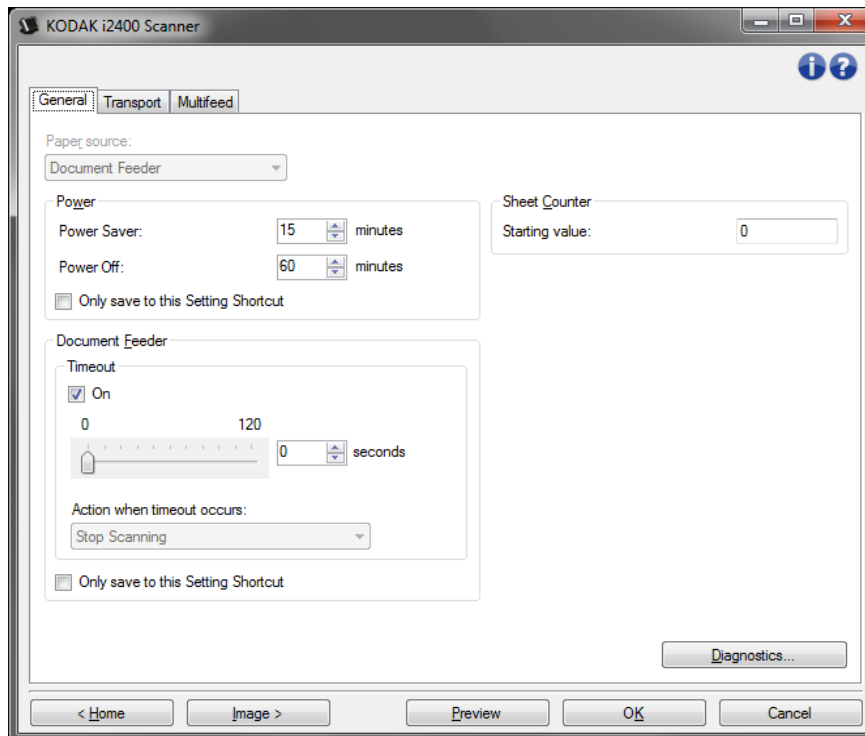 KODAK i2400 Scanner
General Transport Multifeed
Paper source:
Document Feeder
Power
Power Saver: 15 minutes
Power Off: 60 minutes
Only save to this Setting Shortcut
Sheet Counter
Starting value: 0
Document Feeder
Timeout
On
0 120
0 seconds
Action when timeout occurs:
Stop Scanning
Only save to this Setting Shortcut
Diagnostics...
< Home Image > Preview OK Cancel